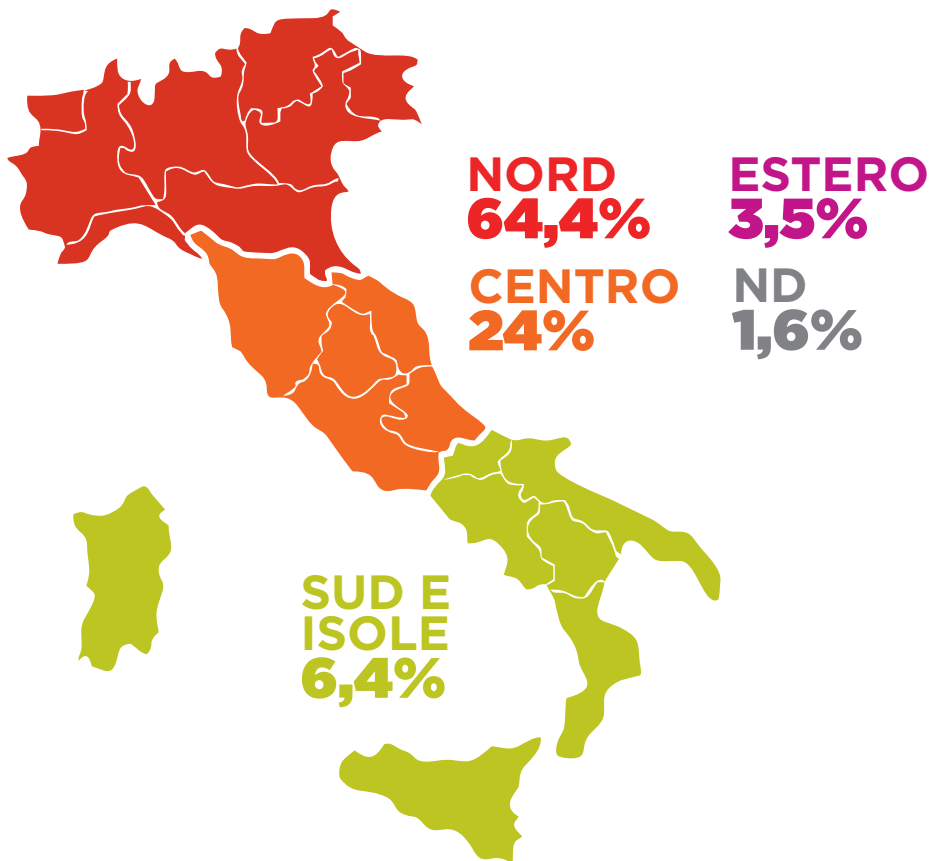 NORD
64,4%
ESTERO
3,5%
CENTRO
24%
ND
1,6%
SUD E
ISOLE
6,4%